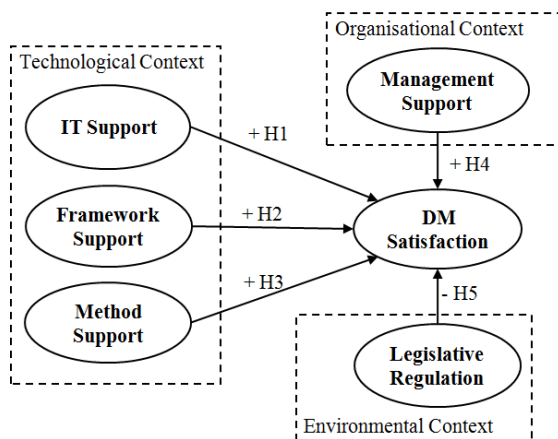 Organisational Context
Technological Context
Management
Support
IT Support
+ H1
+ H4
Framework
Support
+ H2
DM
Satisfaction
+ H3
Method
Support
- H5
Legislative
Regulation
Environmental Context